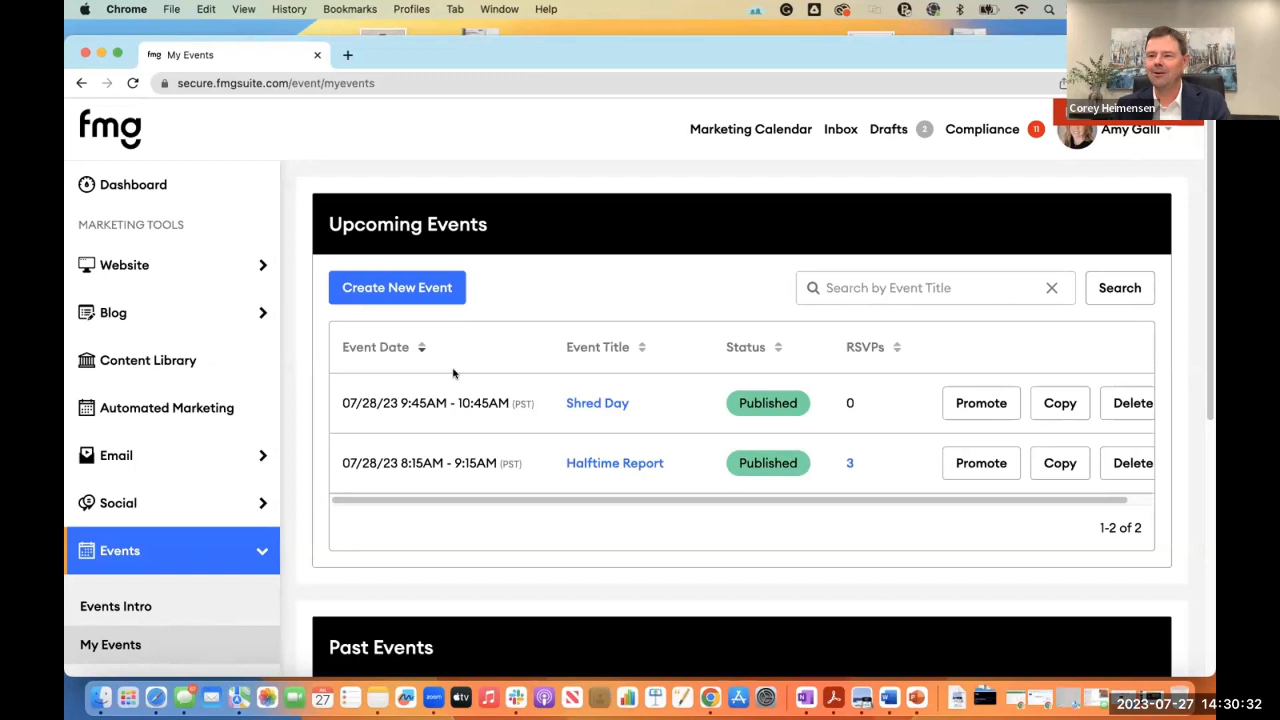 Chrome File Edit View History Bookmarks Profiles Tab Window Help
fmg My Events
secure.fmgsuite.com/event/myevents
Corey Heimensen
fmg
Marketing Calendar Inbox Drafts 2 Compliance 11 Amy Galli
Dashboard
MARKETING TOOLS
Website
Blog
Content Library
Automated Marketing
Email
Social
Events
Events Intro
My Events
Upcoming Events
Create New Event Search by Event Title Search
Event Date Event Title Status RSVPs
07/28/23 9:45AM - 10:45AM (PST) Shred Day Published 0 Promote Copy Delete
07/28/23 8:15AM - 9:15AM (PST) Halftime Report Published 3 Promote Copy Delete
1-2 of 2
Past Events
27 zoom tv
2023-07-27 14:30:32